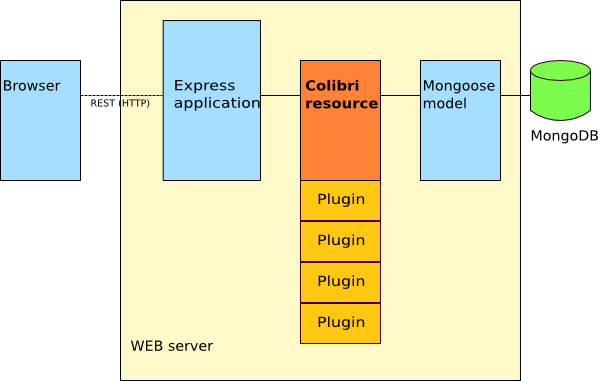 Browser
REST (HTTP)
Express
application
Colibri
resource
Mongoose
model
MongoDB
Plugin
Plugin
Plugin
Plugin
WEB server